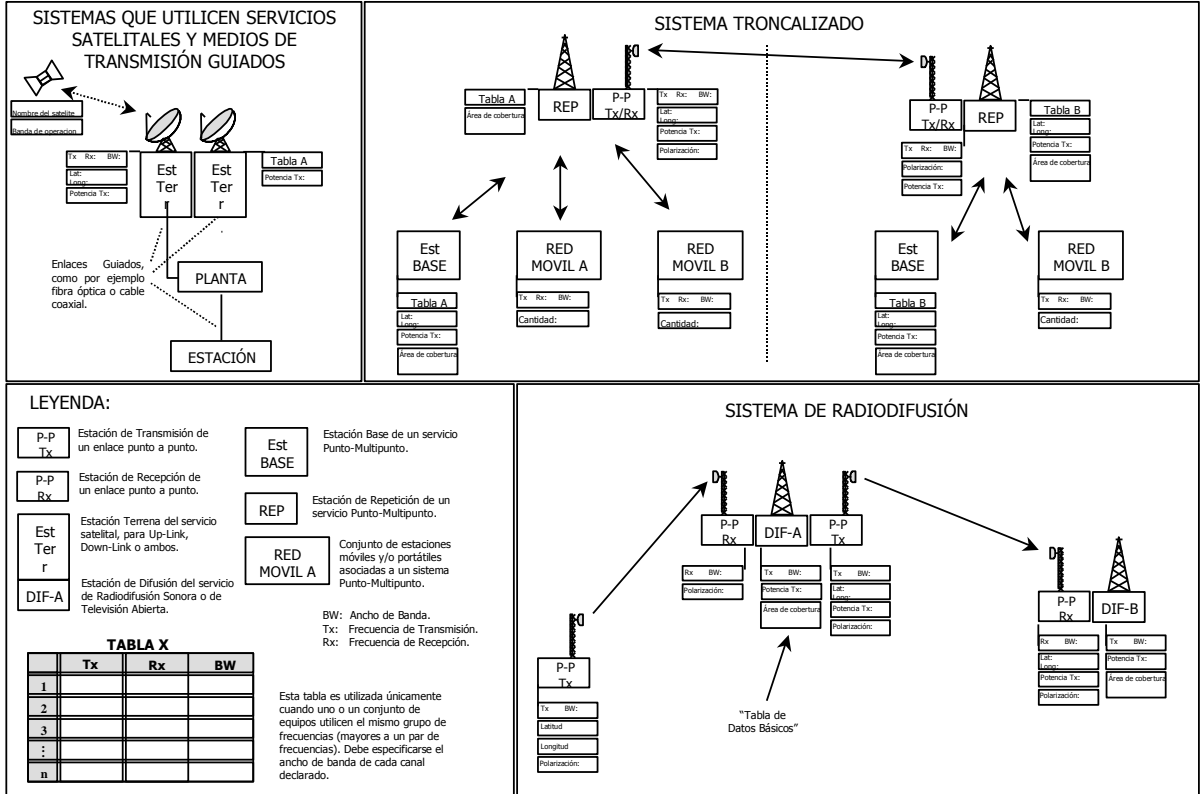 SISTEMAS QUE UTILICEN SERVICIOS
SATELITALES Y MEDIOS DE
TRANSMISIÓN GUIADOS
Nombre del satelite
Banda de operacion
Tx Rx: BW:
Lat:
Long:
Potencia Tx:
Est
Ter
r
Est
Ter
r
Tabla A
Potencia Tx:
Enlaces Guiados,
como por ejemplo
fibra óptica o cable
coaxial.
PLANTA
ESTACIÓN
SISTEMA TRONCALIZADO
Tabla A
Área de cobertura
REP
P-P
Tx/Rx
Tx Rx: BW:
Lat:
Long:
Potencia Tx:
Polarización:
P-P
Tx/Rx
REP
Tabla B
Lat:
Long:
Potencia Tx:
Área de cobertura
Tx Rx: BW:
Polarización:
Potencia Tx:
Est
BASE
Tabla A
Lat:
Long:
Potencia Tx:
Área de cobertura
RED
MOVIL A
Tx Rx: BW:
Cantidad:
RED
MOVIL B
Tx Rx: BW:
Cantidad:
Est
BASE
Tabla B
Lat:
Long:
Potencia Tx:
Área de cobertura
RED
MOVIL B
Tx Rx: BW:
Cantidad:
LEYENDA:
P-P
Tx
Estación de Transmisión de
un enlace punto a punto.
P-P
Rx
Estación de Recepción de
un enlace punto a punto.
Est
Ter
r
Estación Terrena del servicio
satelital, para Up-Link,
Down-Link o ambos.
DIF-A
Estación de Difusión del servicio
de Radiodifusión Sonora o de
Televisión Abierta.
Est
BASE
Estación Base de un servicio
Punto-Multipunto.
REP
Estación de Repetición de un
servicio Punto-Multipunto.
RED
MOVIL A
Conjunto de estaciones
móviles y/o portátiles
asociadas a un sistema
Punto-Multipunto.
BW: Ancho de Banda.
Tx: Frecuencia de Transmisión.
Rx: Frecuencia de Recepción.
TABLA X
Tx Rx BW
1
2
3
⋮
n
Esta tabla es utilizada únicamente
cuando uno o un conjunto de
equipos utilicen el mismo grupo de
frecuencias (mayores a un par de
frecuencias). Debe especificarse el
ancho de banda de cada canal
declarado.
SISTEMA DE RADIODIFUSIÓN
P-P
Rx
DIF-A
P-P
Tx
Rx BW:
Polarización:
Tx BW:
Potencia Tx:
Área de cobertura
Tx BW:
Lat:
Long:
Potencia Tx:
Polarización:
P-P
Tx
Tx BW:
Latitud
Longitud
Polarización:
"Tabla de
Datos Básicos"
P-P
Rx
DIF-B
Rx BW:
Lat:
Long:
Potencia Tx:
Polarización:
Tx BW:
Potencia Tx:
Área de cobertura